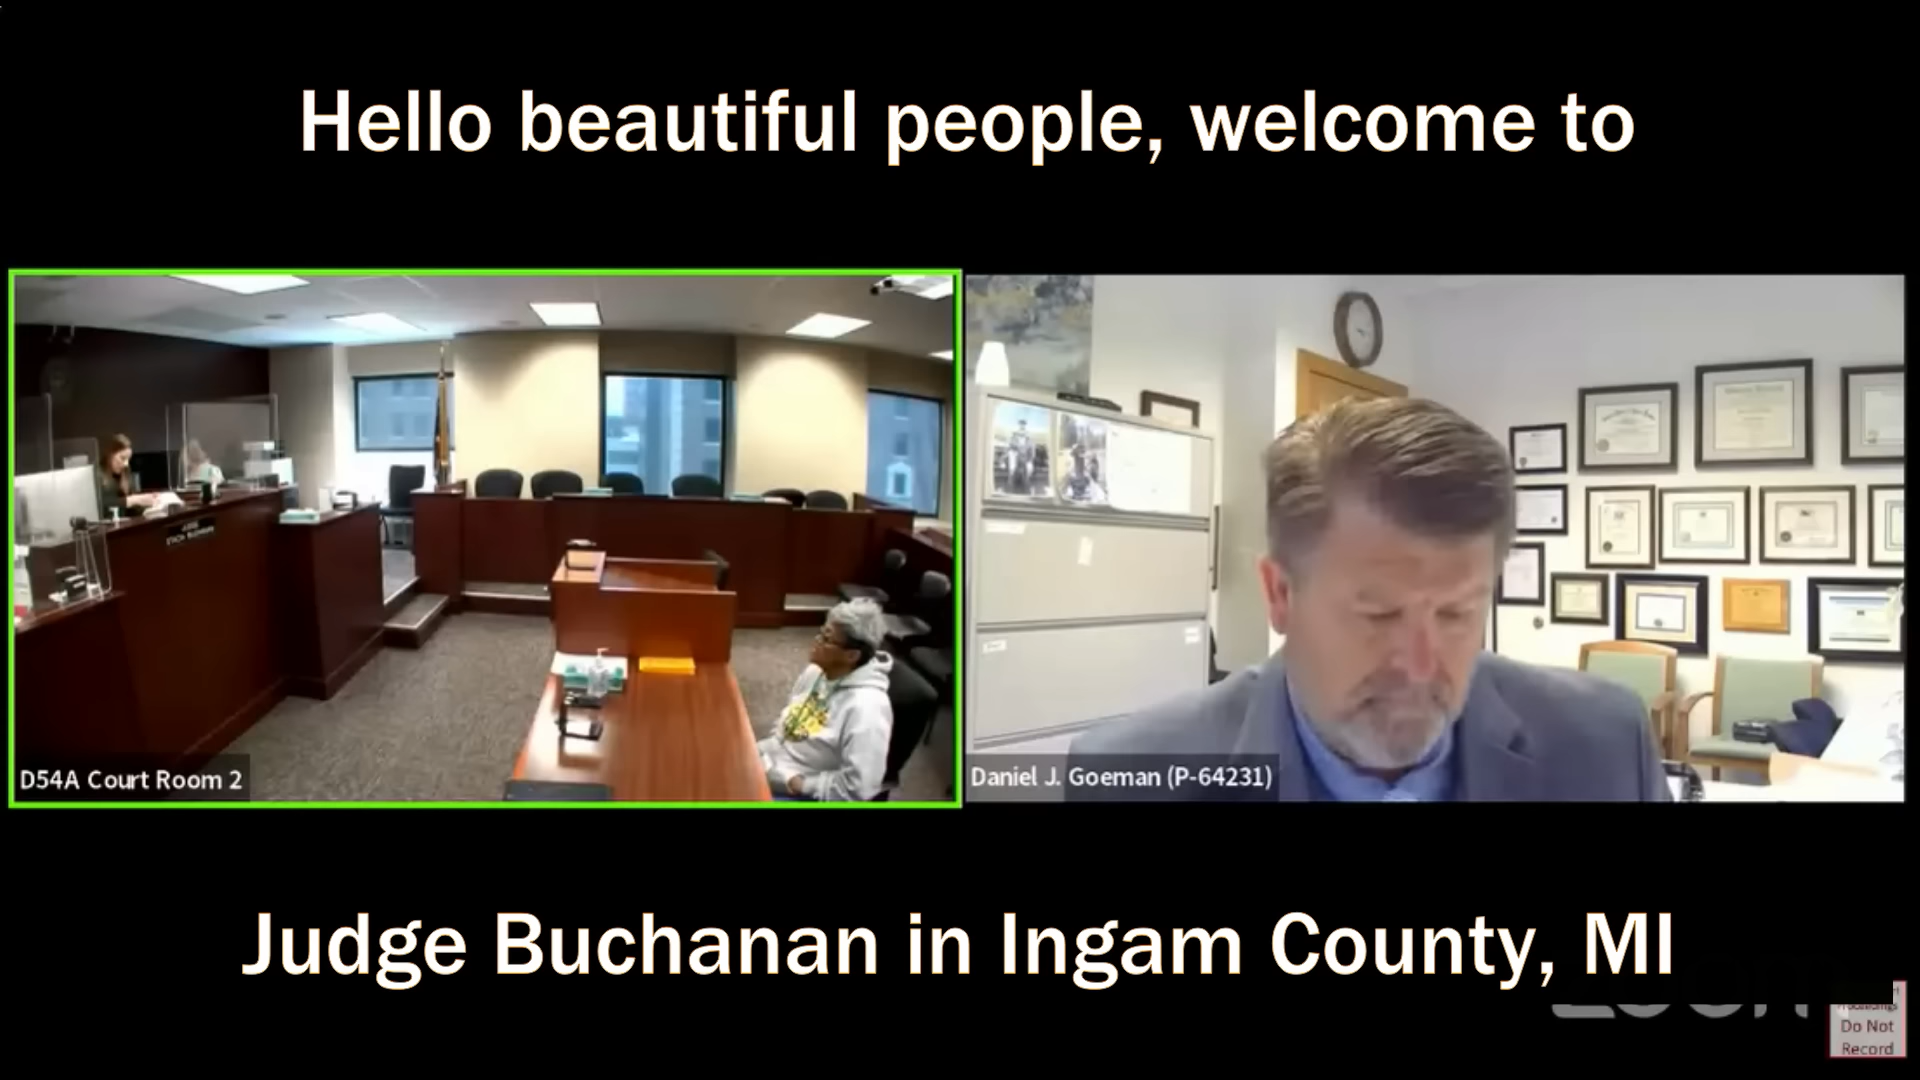 Hello beautiful people, welcome to
D54A Court Room 2
Daniel J. Goeman (P-64231)
Judge Buchanan in Ingam County, MI
zoom
Do Not
Record